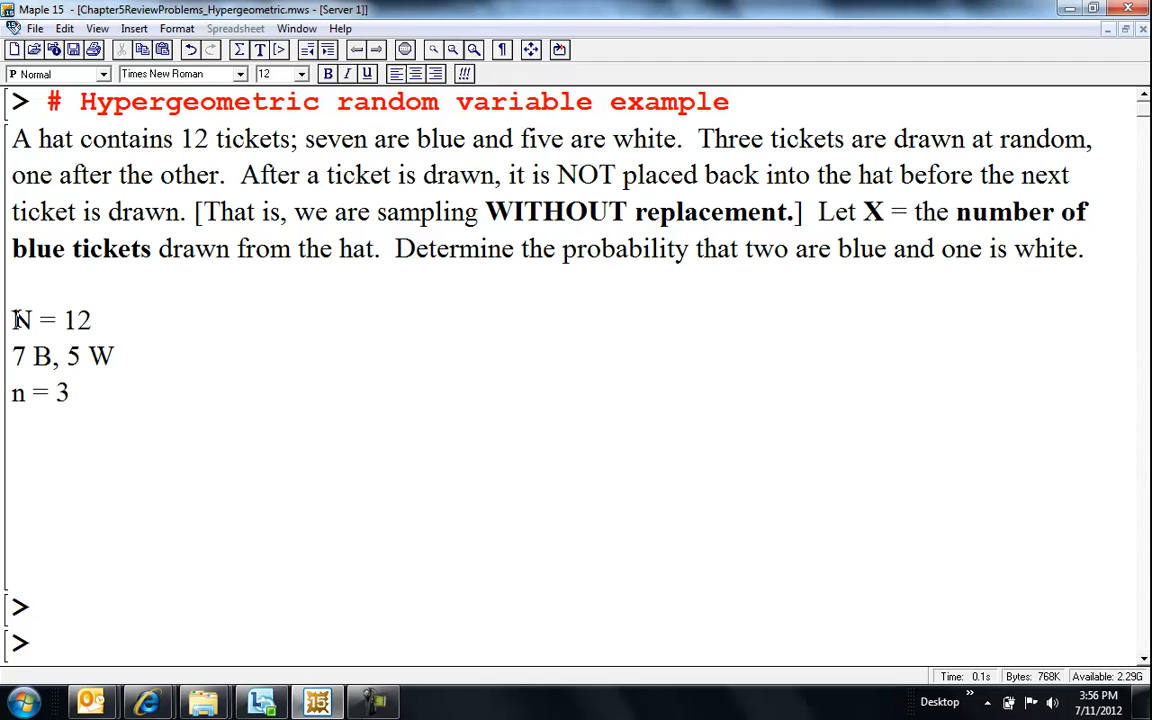 Maple 15 - [Chapter5ReviewProblems_Hypergeometric.mws - [Server 1]]
File Edit View Insert Format Spreadsheet Window Help
P Normal Times New Roman 12 B I U !!!
> # Hypergeometric random variable example
A hat contains 12 tickets; seven are blue and five are white. Three tickets are drawn at random,
one after the other. After a ticket is drawn, it is NOT placed back into the hat before the next
ticket is drawn. [That is, we are sampling WITHOUT replacement.] Let X = the number of
blue tickets drawn from the hat. Determine the probability that two are blue and one is white.
N = 12
7 B, 5 W
n = 3
>
>
Time: 0.1s Bytes: 768K Available: 2.29G
Desktop » 3:56 PM
7/11/2012